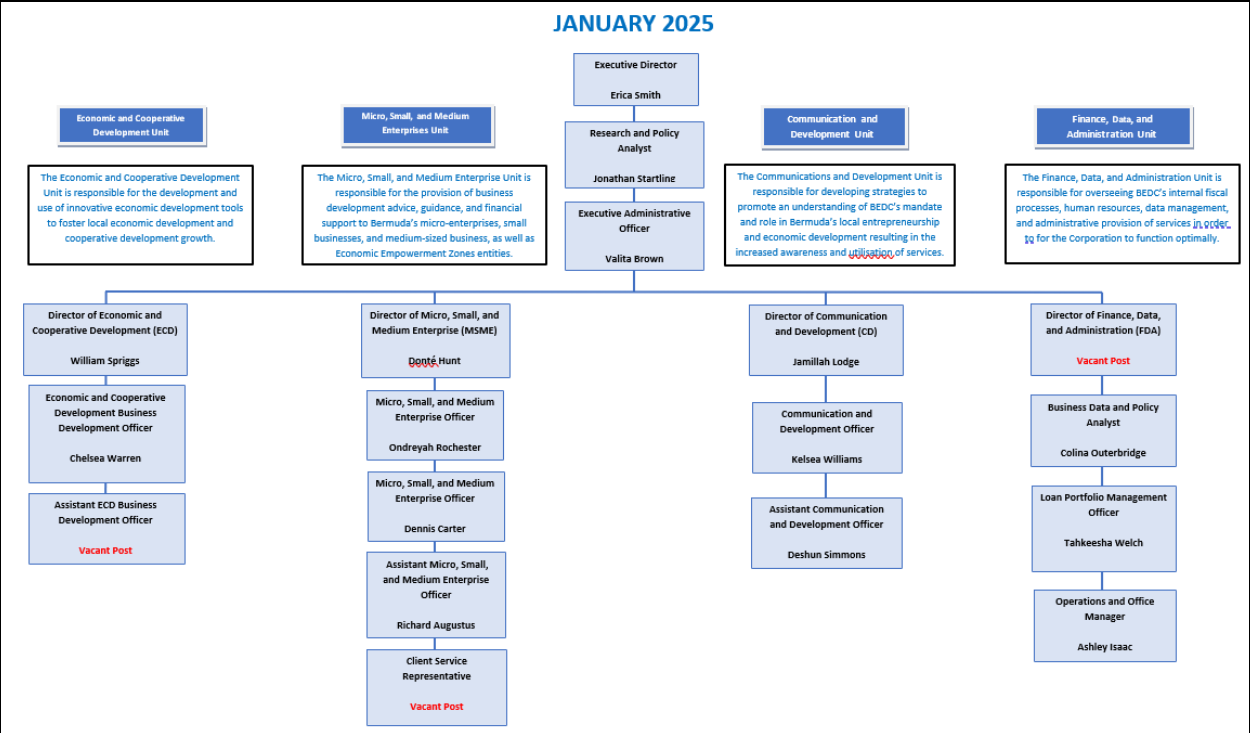 JANUARY 2025
Executive Director
Erica Smith
Research and Policy
Analyst
Jonathan Startling
Executive Administrative
Officer
Valita Brown
Economic and Cooperative
Development Unit
The Economic and Cooperative Development
Unit is responsible for the development and
use of innovative economic development tools
to foster local economic development and
cooperative development growth.
Micro, Small, and Medium
Enterprises Unit
The Micro, Small, and Medium Enterprise Unit is
responsible for the provision of business
development advice, guidance, and financial
support to Bermuda's micro-enterprises, small
businesses, and medium-sized business, as well as
Economic Empowerment Zones entities.
Communication and
Development Unit
The Communications and Development Unit is
responsible for developing strategies to
promote an understanding of BEDC's mandate
and role in Bermuda's local entrepreneurship
and economic development resulting in the
increased awareness and utilisation of services.
Finance, Data, and
Administration Unit
The Finance, Data, and Administration Unit is
responsible for overseeing BEDC's internal fiscal
processes, human resources, data management,
and administrative provision of services in order
to for the Corporation to function optimally.
Director of Economic and
Cooperative Development (ECD)
William Spriggs
Economic and Cooperative
Development Business
Development Officer
Chelsea Warren
Assistant ECD Business
Development Officer
Vacant Post
Director of Micro, Small, and
Medium Enterprise (MSME)
Donté Hunt
Micro, Small, and Medium
Enterprise Officer
Ondreyah Rochester
Micro, Small, and Medium
Enterprise Officer
Dennis Carter
Assistant Micro, Small,
and Medium Enterprise
Officer
Richard Augustus
Client Service
Representative
Vacant Post
Director of Communication
and Development (CD)
Jamillah Lodge
Communication and
Development Officer
Kelsea Williams
Assistant Communication
and Development Officer
Deshun Simmons
Director of Finance, Data,
and Administration (FDA)
Vacant Post
Business Data and Policy
Analyst
Colina Outerbridge
Loan Portfolio Management
Officer
Tahkeesha Welch
Operations and Office
Manager
Ashley Isaac